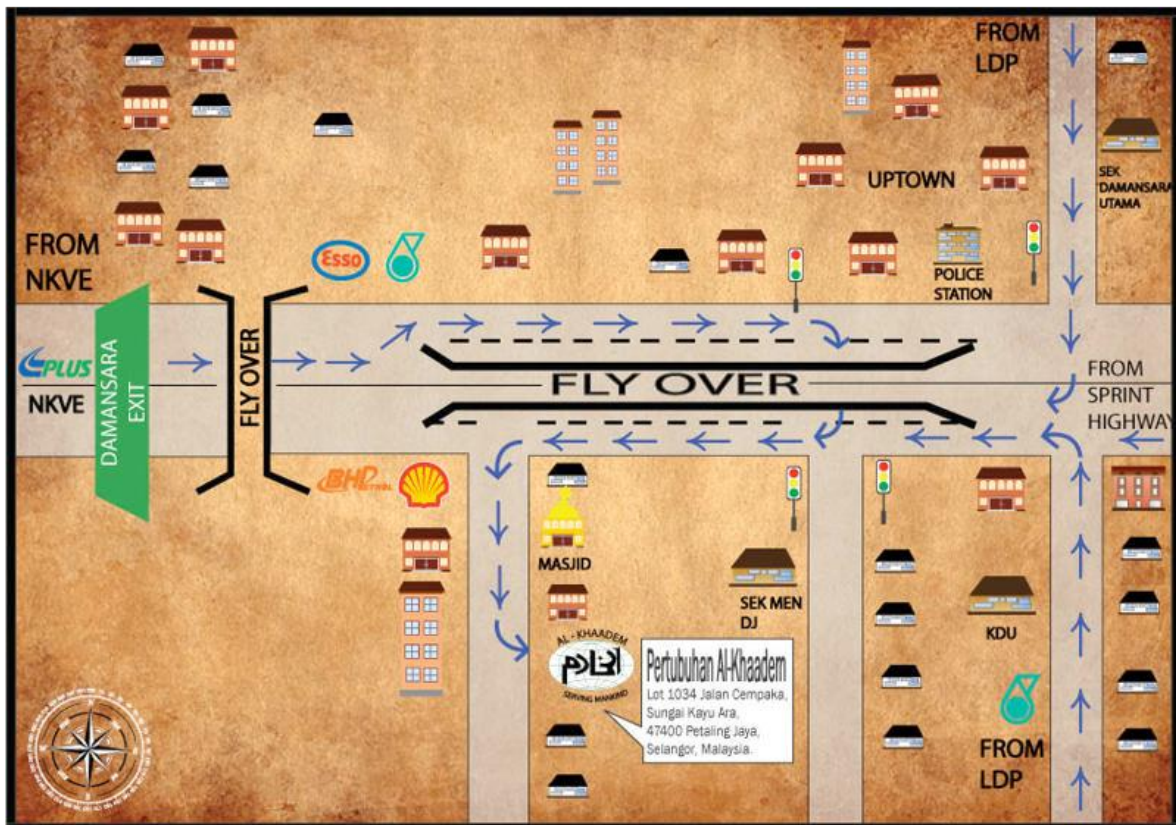 FROM
LDP
SEK
DAMANSARA
UTAMA
UPTOWN
FROM
NKVE
Esso
POLICE
STATION
PLUS
NKVE
DAMANSARA
EXIT
FLY OVER
FLY OVER
FROM
SPRINT
HIGHWAY
BHPetrol
MASJID
SEK MEN
DJ
KDU
AL - KHAADEM
الخادم
SERVING MANKIND
Pertubuhan Al-Khaadem
Lot 1034 Jalan Cempaka,
Sungai Kayu Ara,
47400 Petaling Jaya,
Selangor, Malaysia.
FROM
LDP